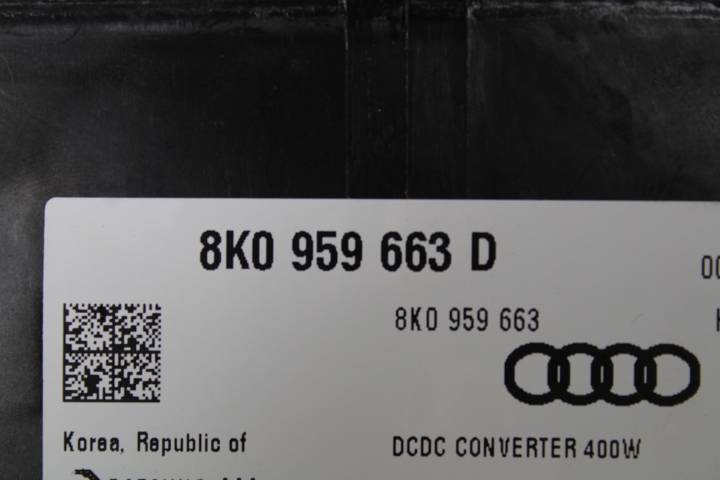 8K0 959 663 D
8K0 959 663
Korea, Republic of
DCDC CONVERTER 400W